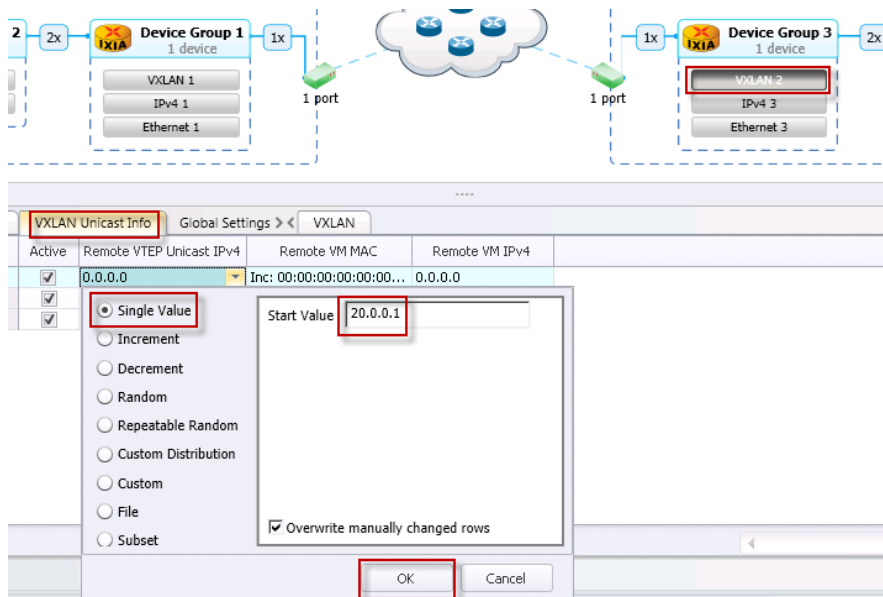 2
2x
IXIA
Device Group 1
1 device
1x
VXLAN 1
IPv4 1
Ethernet 1
1 port
1 port
1x
IXIA
Device Group 3
1 device
2x
VXLAN 2
IPv4 3
Ethernet 3
VXLAN Unicast Info
Global Settings
VXLAN
Active
Remote VTEP Unicast IPv4
Remote VM MAC
Remote VM IPv4
0.0.0.0
Inc: 00:00:00:00:00:00...
0.0.0.0
Single Value
Increment
Decrement
Random
Repeatable Random
Custom Distribution
Custom
File
Subset
Start Value
20.0.0.1
Overwrite manually changed rows
OK
Cancel